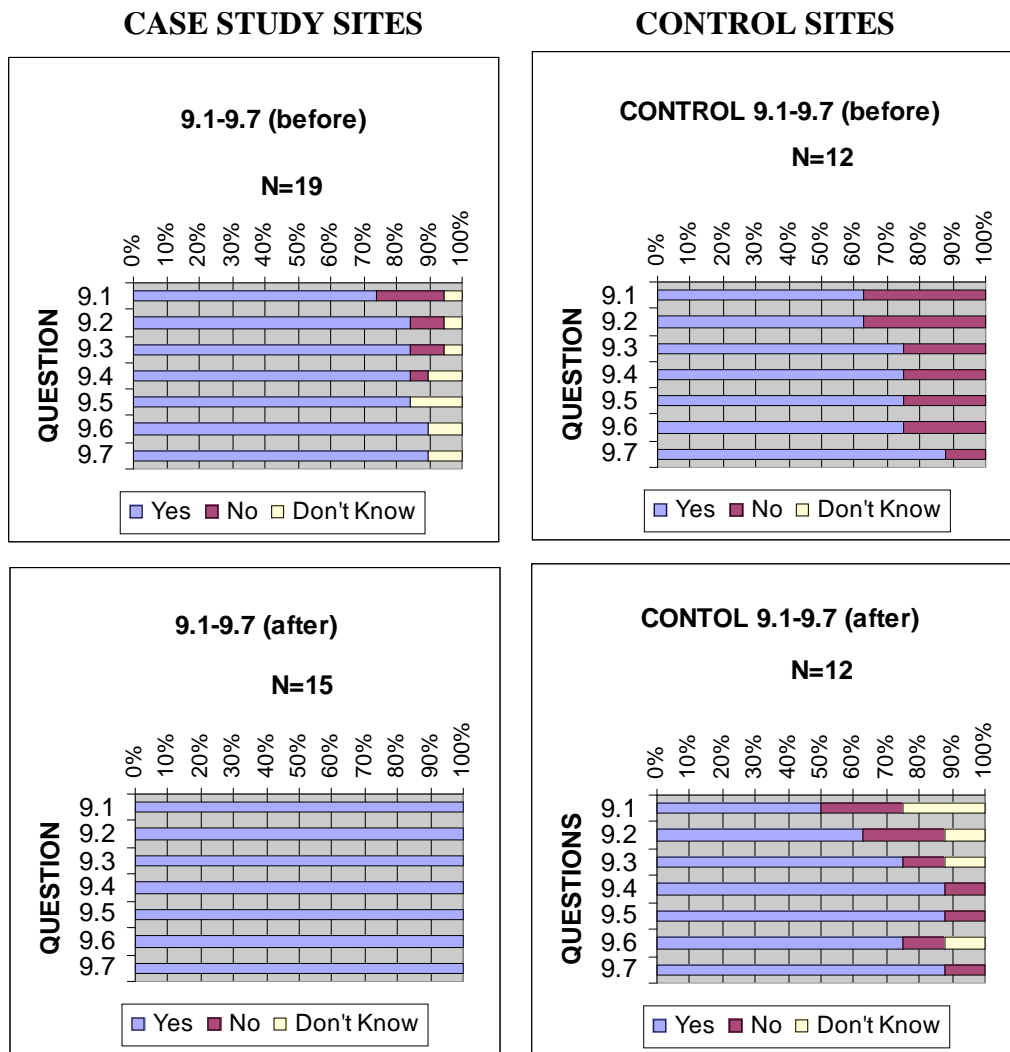 CASE STUDY SITES
CONTROL SITES
9.1-9.7 (before)
N=19
0% 10% 20% 30% 40% 50% 60% 70% 80% 90% 100%
QUESTION
9.1
9.2
9.3
9.4
9.5
9.6
9.7
Yes No Don't Know
CONTROL 9.1-9.7 (before)
N=12
0% 10% 20% 30% 40% 50% 60% 70% 80% 90% 100%
QUESTION
9.1
9.2
9.3
9.4
9.5
9.6
9.7
Yes No Don't Know
9.1-9.7 (after)
N=15
0% 10% 20% 30% 40% 50% 60% 70% 80% 90% 100%
QUESTION
9.1
9.2
9.3
9.4
9.5
9.6
9.7
Yes No Don't Know
CONTOL 9.1-9.7 (after)
N=12
0% 10% 20% 30% 40% 50% 60% 70% 80% 90% 100%
QUESTIONS
9.1
9.2
9.3
9.4
9.5
9.6
9.7
Yes No Don't Know